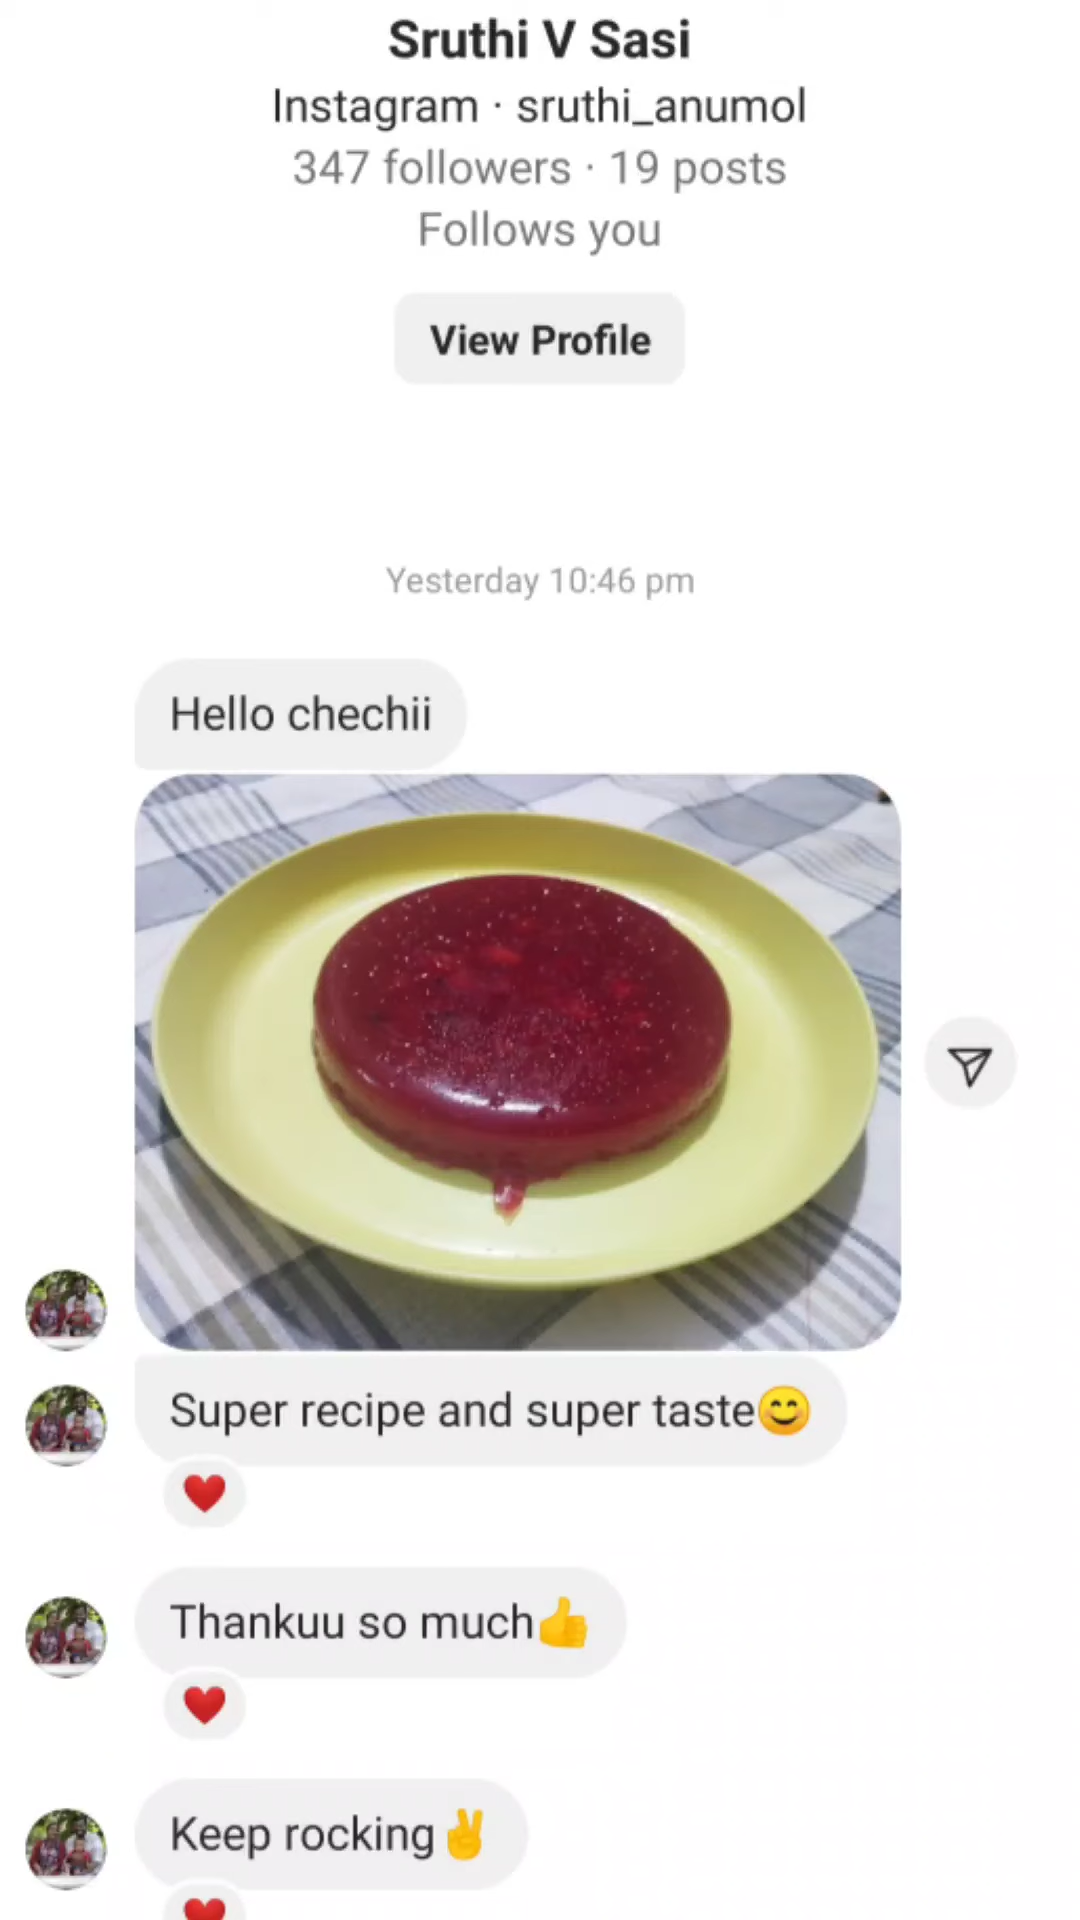 Sruthi V Sasi
Instagram · sruthi_anumol
347 followers · 19 posts
Follows you
View Profile
Yesterday 10:46 pm
Hello chechii
Super recipe and super taste😊
❤️
Thankuu so much👍
❤️
Keep rocking✌️
❤️